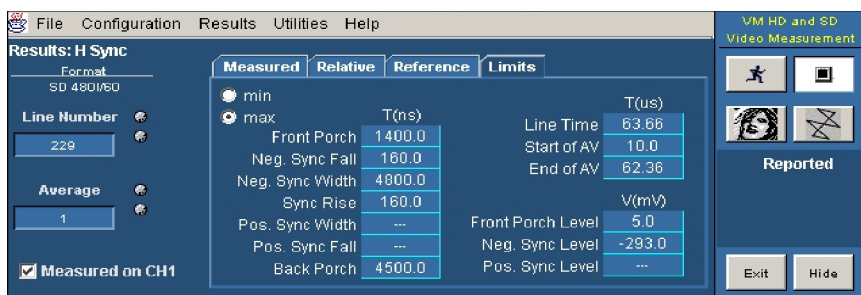 File Configuration Results Utilities Help
VM HD and SD
Video Measurement
Results: H Sync
Format
SD 480I/60
Line Number
229
Average
1
Measured on CH1
Measured Relative Reference Limits
min
max
T(ns)
Front Porch 1400.0
Neg. Sync Fall 160.0
Neg. Sync Width 4800.0
Sync Rise 160.0
Pos. Sync Width ---
Pos. Sync Fall ---
Back Porch 4500.0
T(us)
Line Time 63.66
Start of AV 10.0
End of AV 62.36
V(mV)
Front Porch Level 5.0
Neg. Sync Level -293.0
Pos. Sync Level ---
Reported
Exit Hide